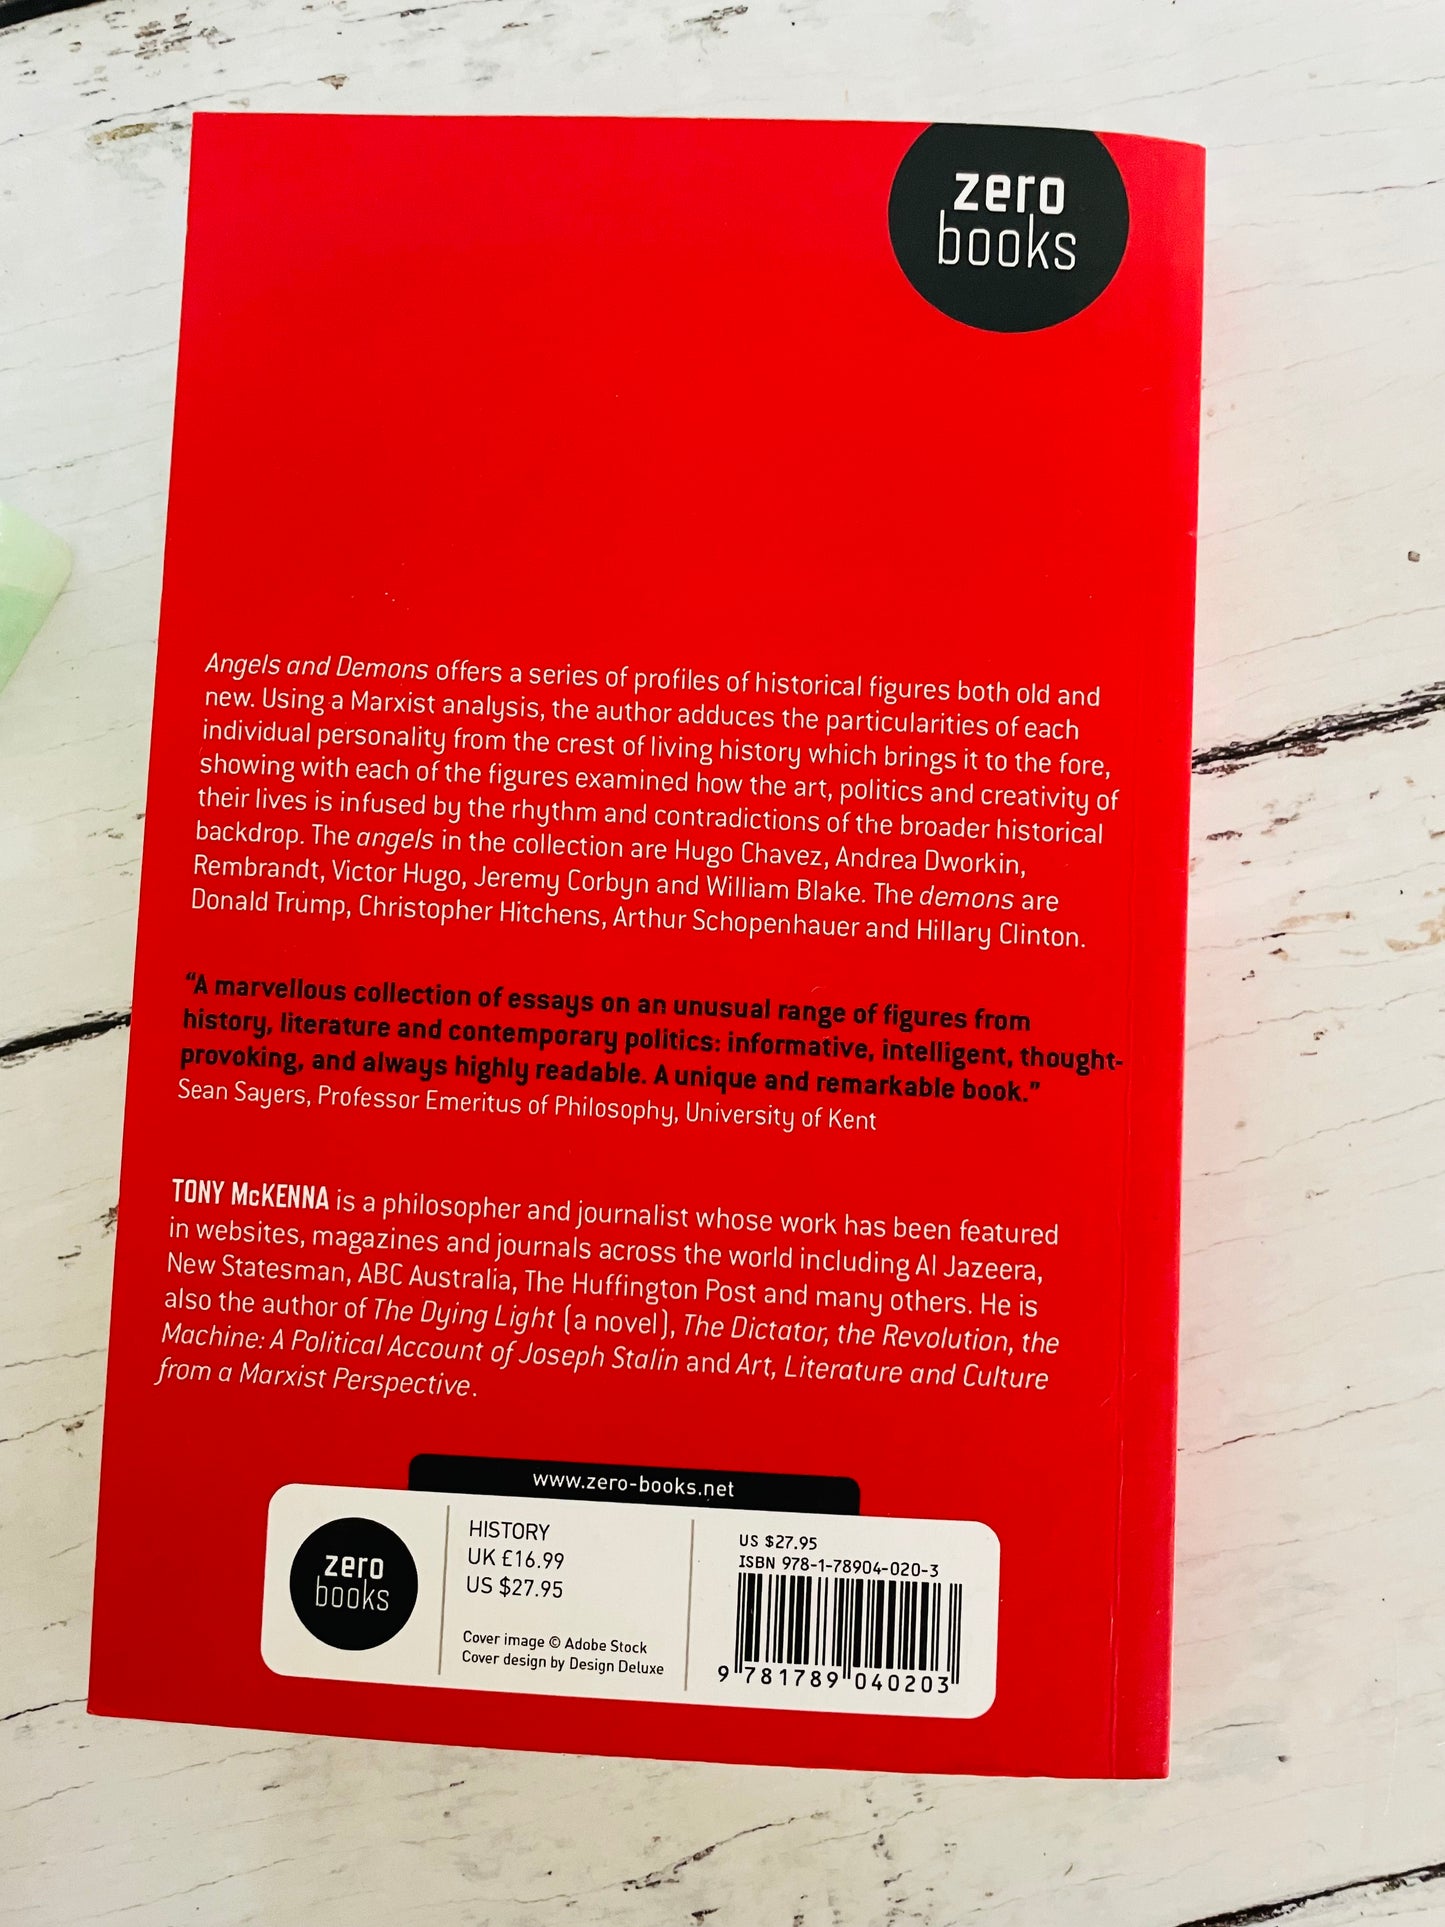 zero
books
Angels and Demons offers a series of profiles of historical figures both old and
new. Using a Marxist analysis, the author adduces the particularities of each
individual personality from the crest of living history which brings it to the fore,
showing with each of the figures examined how the art, politics and creativity of
their lives is infused by the rhythm and contradictions of the broader historical
backdrop. The angels in the collection are Hugo Chavez, Andrea Dworkin,
Rembrandt, Victor Hugo, Jeremy Corbyn and William Blake. The demons are
Donald Trump, Christopher Hitchens, Arthur Schopenhauer and Hillary Clinton.
“A marvellous collection of essays on an unusual range of figures from
history, literature and contemporary politics: informative, intelligent, thought-
provoking, and always highly readable. A unique and remarkable book.”
Sean Sayers, Professor Emeritus of Philosophy, University of Kent
TONY McKENNA is a philosopher and journalist whose work has been featured
in websites, magazines and journals across the world including Al Jazeera,
New Statesman, ABC Australia, The Huffington Post and many others. He is
also the author of The Dying Light (a novel), The Dictator, the Revolution, the
Machine: A Political Account of Joseph Stalin and Art, Literature and Culture
from a Marxist Perspective.
www.zero-books.net
zero
books
HISTORY
UK £16.99
US $27.95
Cover image © Adobe Stock
Cover design by Design Deluxe
US $27.95
ISBN 978-1-78904-020-3
9 781789 040203